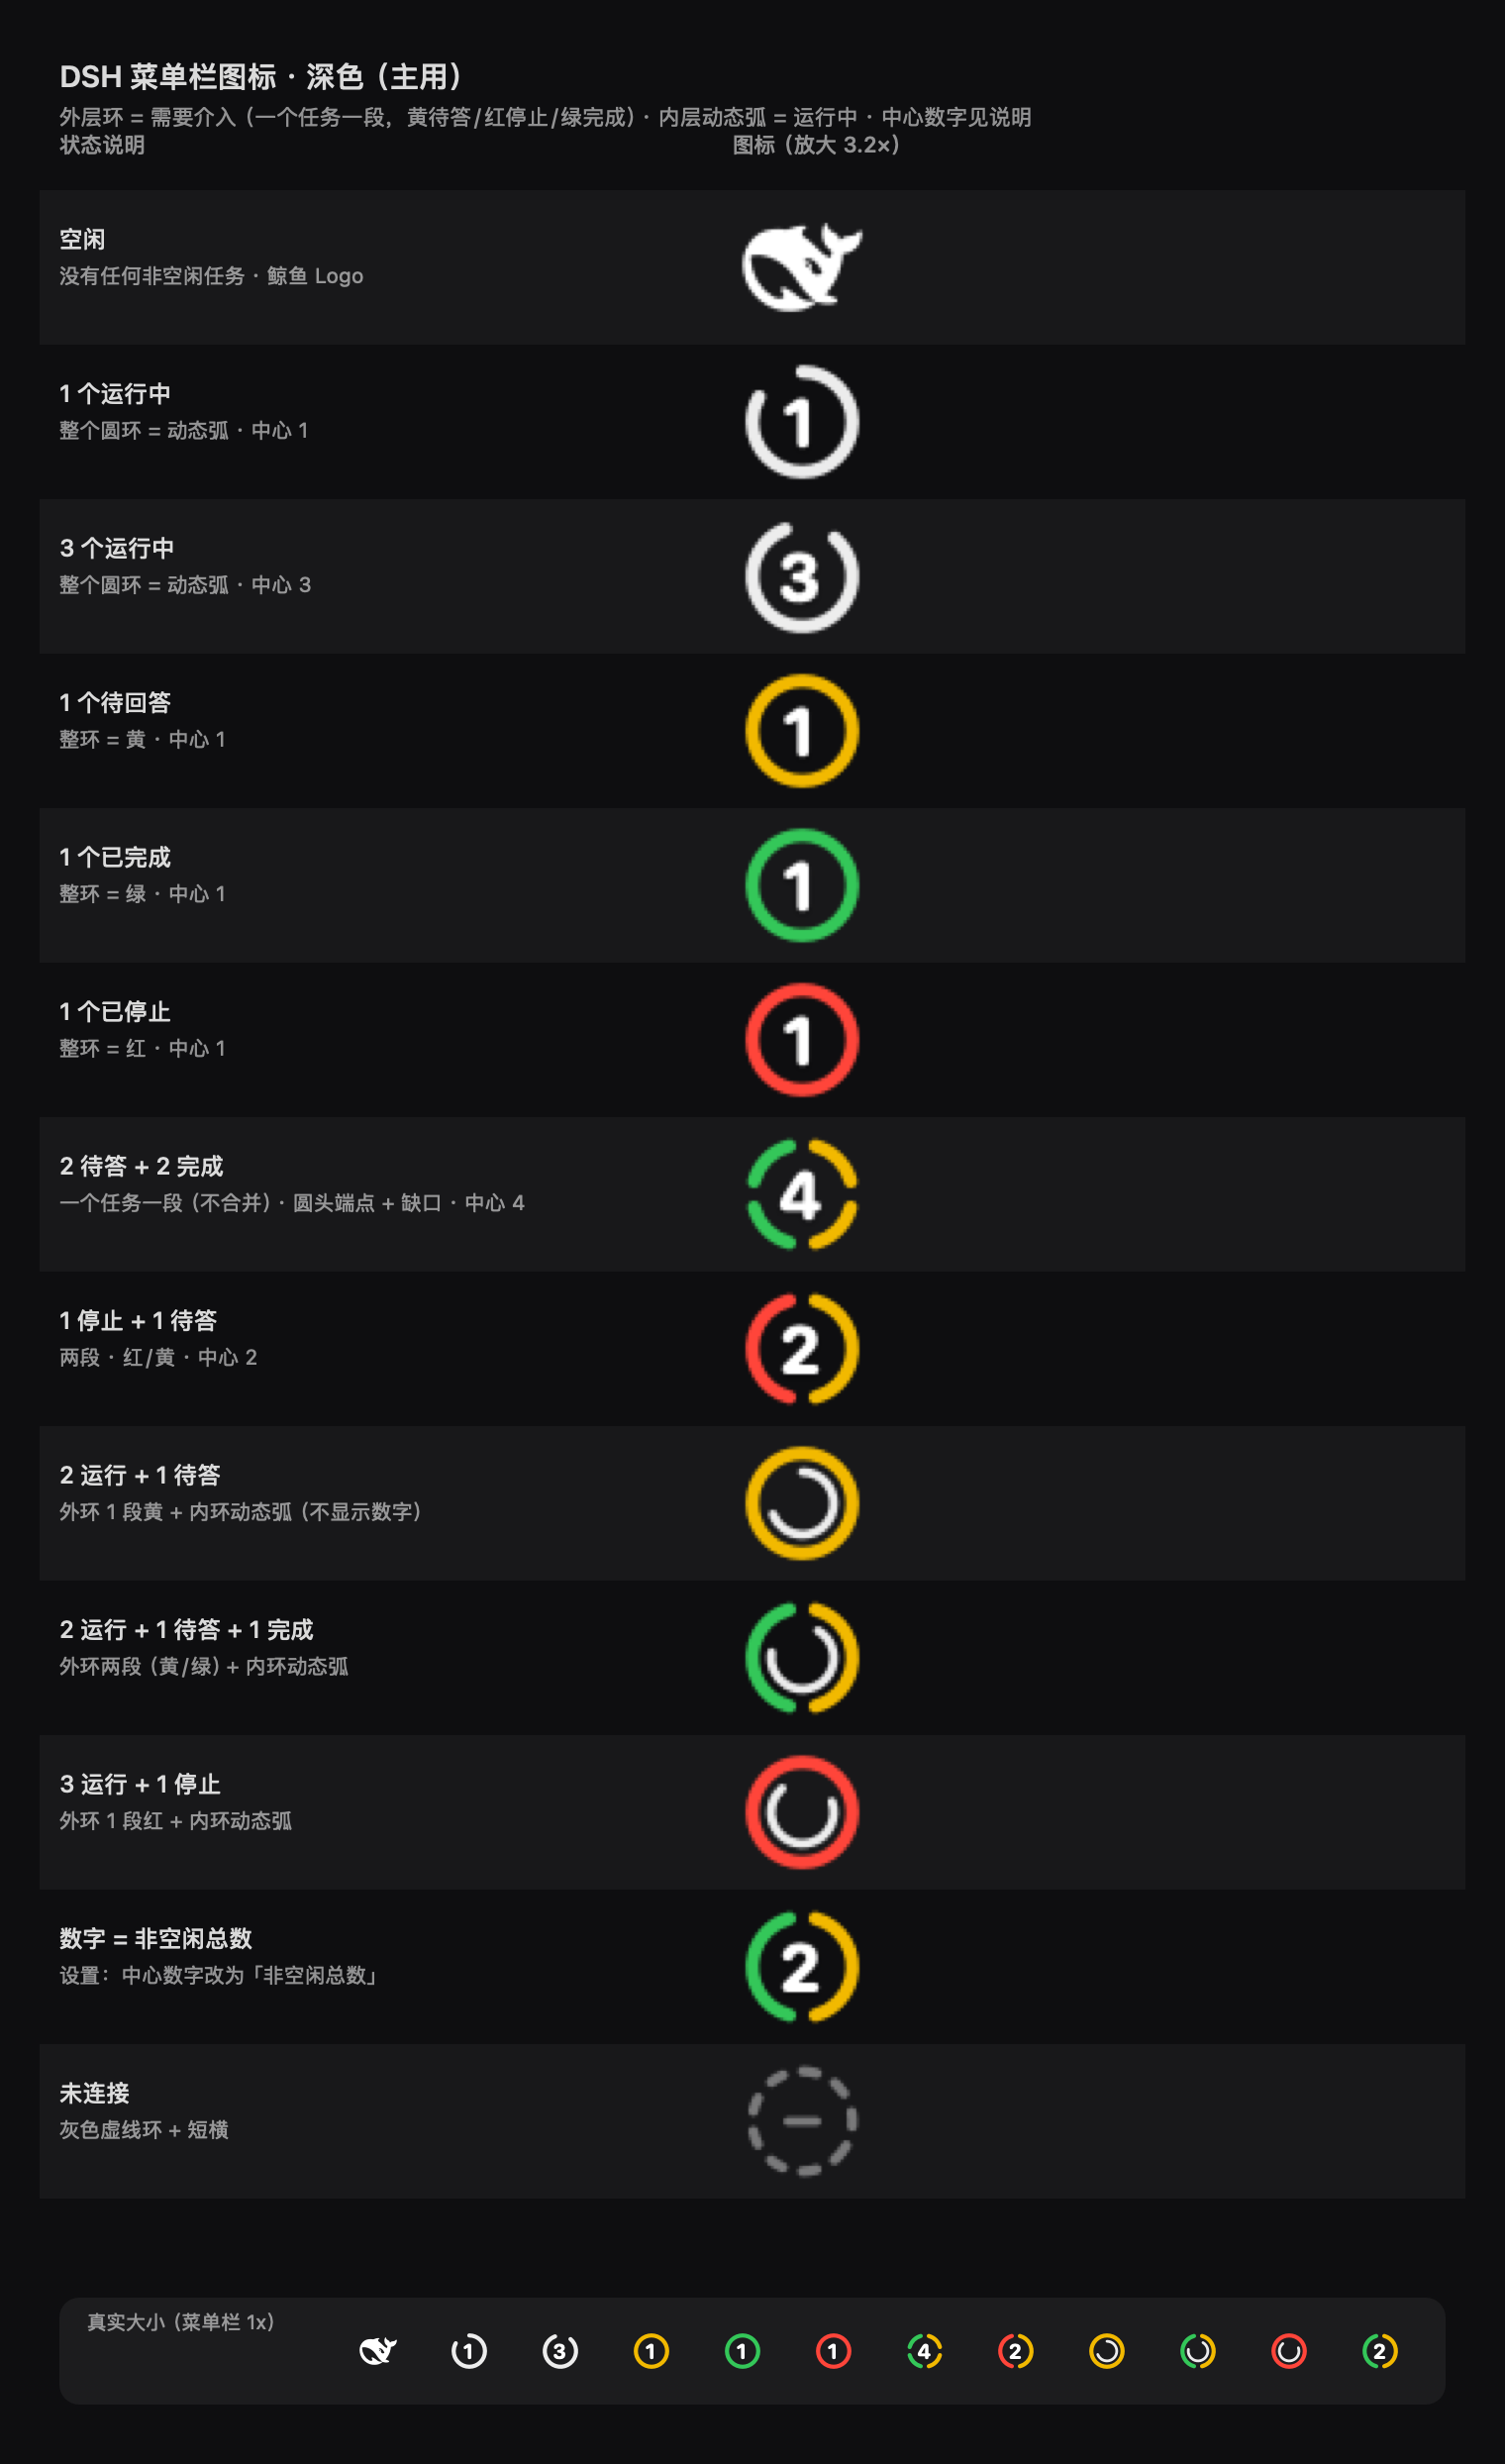 DSH 菜单栏图标 · 深色（主用）
外层环 = 需要介入（一个任务一段，黄待答/红停止/绿完成）· 内层动态弧 = 运行中 · 中心数字见说明
状态说明
图标（放大 3.2×）
空闲
没有任何非空闲任务 · 鲸鱼 Logo
1 个运行中
整个圆环 = 动态弧 · 中心 1
1
3 个运行中
整个圆环 = 动态弧 · 中心 3
3
1 个待回答
整环 = 黄 · 中心 1
1
1 个已完成
整环 = 绿 · 中心 1
1
1 个已停止
整环 = 红 · 中心 1
1
2 待答 + 2 完成
一个任务一段（不合并）· 圆头端点 + 缺口 · 中心 4
4
1 停止 + 1 待答
两段 · 红/黄 · 中心 2
2
2 运行 + 1 待答
外环 1 段黄 + 内环动态弧（不显示数字）
2 运行 + 1 待答 + 1 完成
外环两段（黄/绿）+ 内环动态弧
3 运行 + 1 停止
外环 1 段红 + 内环动态弧
数字 = 非空闲总数
设置：中心数字改为「非空闲总数」
2
未连接
灰色虚线环 + 短横
真实大小（菜单栏 1x）
1 3 1 1 1 4 2 2